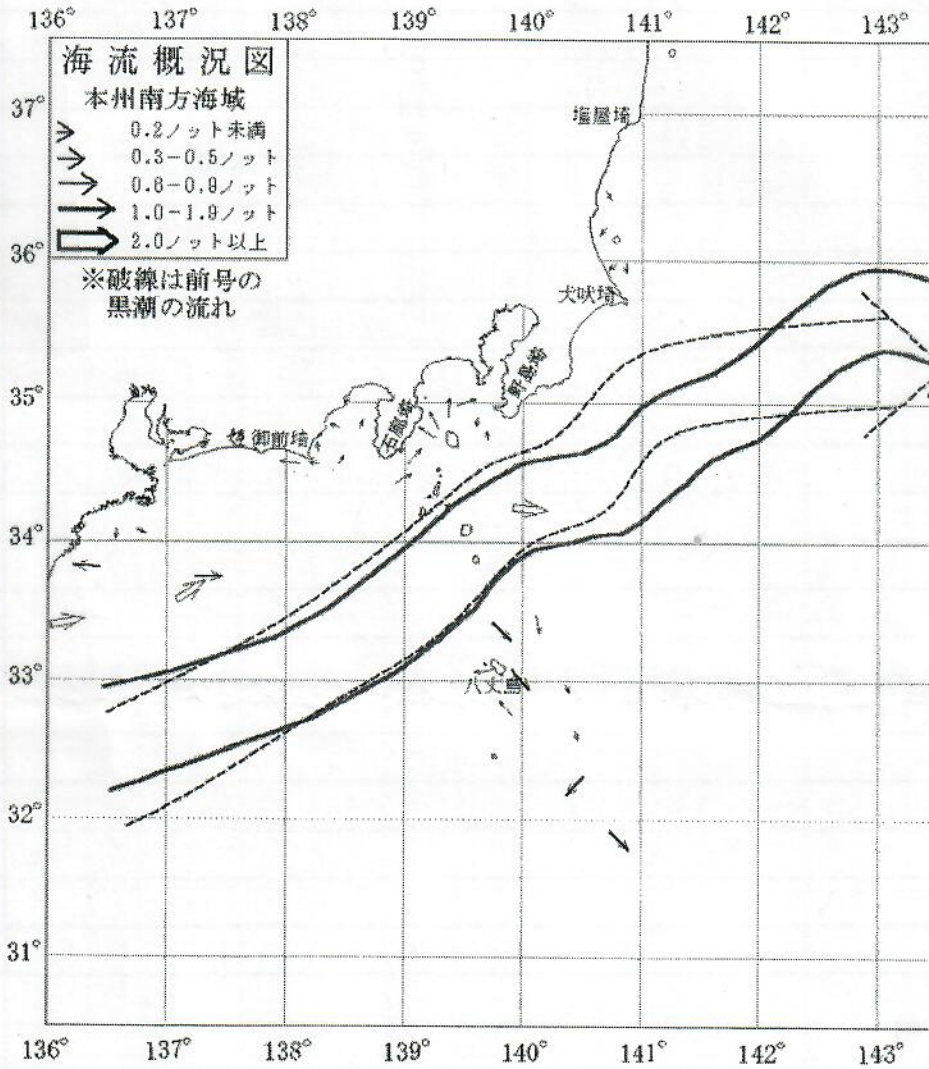 136° 137° 138° 139° 140° 141° 142° 143°
海流概況図
本州南方海域
0.2ノット未満
0.3-0.5ノット
0.6-0.9ノット
1.0-1.9ノット
2.0ノット以上
※破線は前号の
黒潮の流れ
37°
塩屋埼
36°
犬吠埼
野島埼
35°
石廊埼
御前埼
34°
33°
八丈島
32°
31°
136° 137° 138° 139° 140° 141° 142° 143°